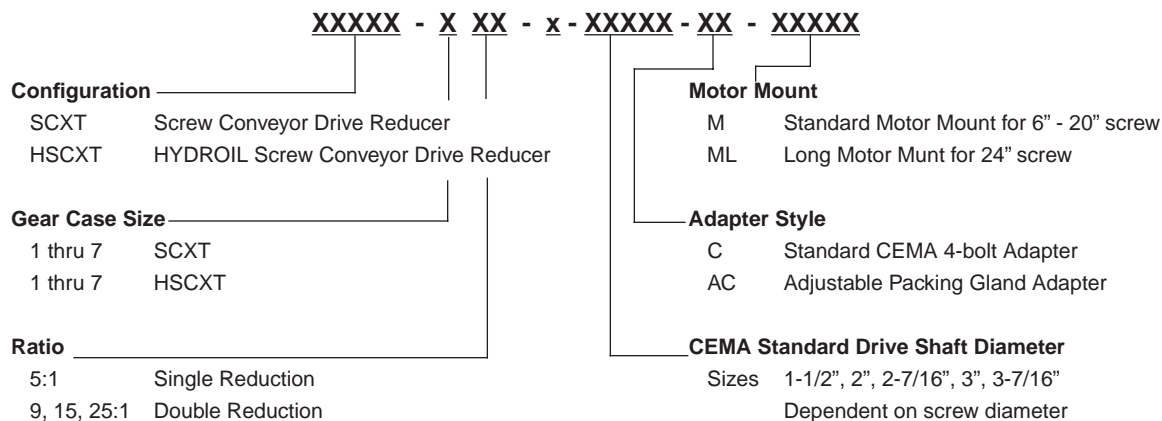 XXXXX - X XX - x - XXXXX - XX - XXXXX
Configuration
SCXT Screw Conveyor Drive Reducer
HSCXT HYDROIL Screw Conveyor Drive Reducer
Gear Case Size
1 thru 7 SCXT
1 thru 7 HSCXT
Ratio
5:1 Single Reduction
9, 15, 25:1 Double Reduction
Motor Mount
M Standard Motor Mount for 6” - 20” screw
ML Long Motor Munt for 24” screw
Adapter Style
C Standard CEMA 4-bolt Adapter
AC Adjustable Packing Gland Adapter
CEMA Standard Drive Shaft Diameter
Sizes 1-1/2”, 2”, 2-7/16”, 3”, 3-7/16”
Dependent on screw diameter